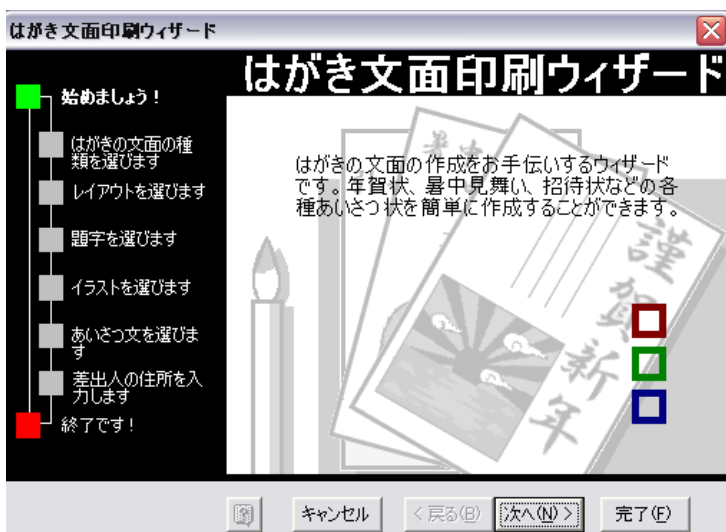 はがき文面印刷ウィザード
はがき文面印刷ウィザード
始めましょう！
はがきの文面の種
類を選びます
レイアウトを選びます
題字を選びます
イラストを選びます
あいさつ文を選びま
す
差出人の住所を入
力します
終了です！
はがきの文面の作成をお手伝いするウィザード
です。年賀状、暑中見舞い、招待状などの各
種あいさつ状を簡単に作成することができます。
暑中
謹賀新年
キャンセル
< 戻る(B)
次へ(N) >
完了(F)